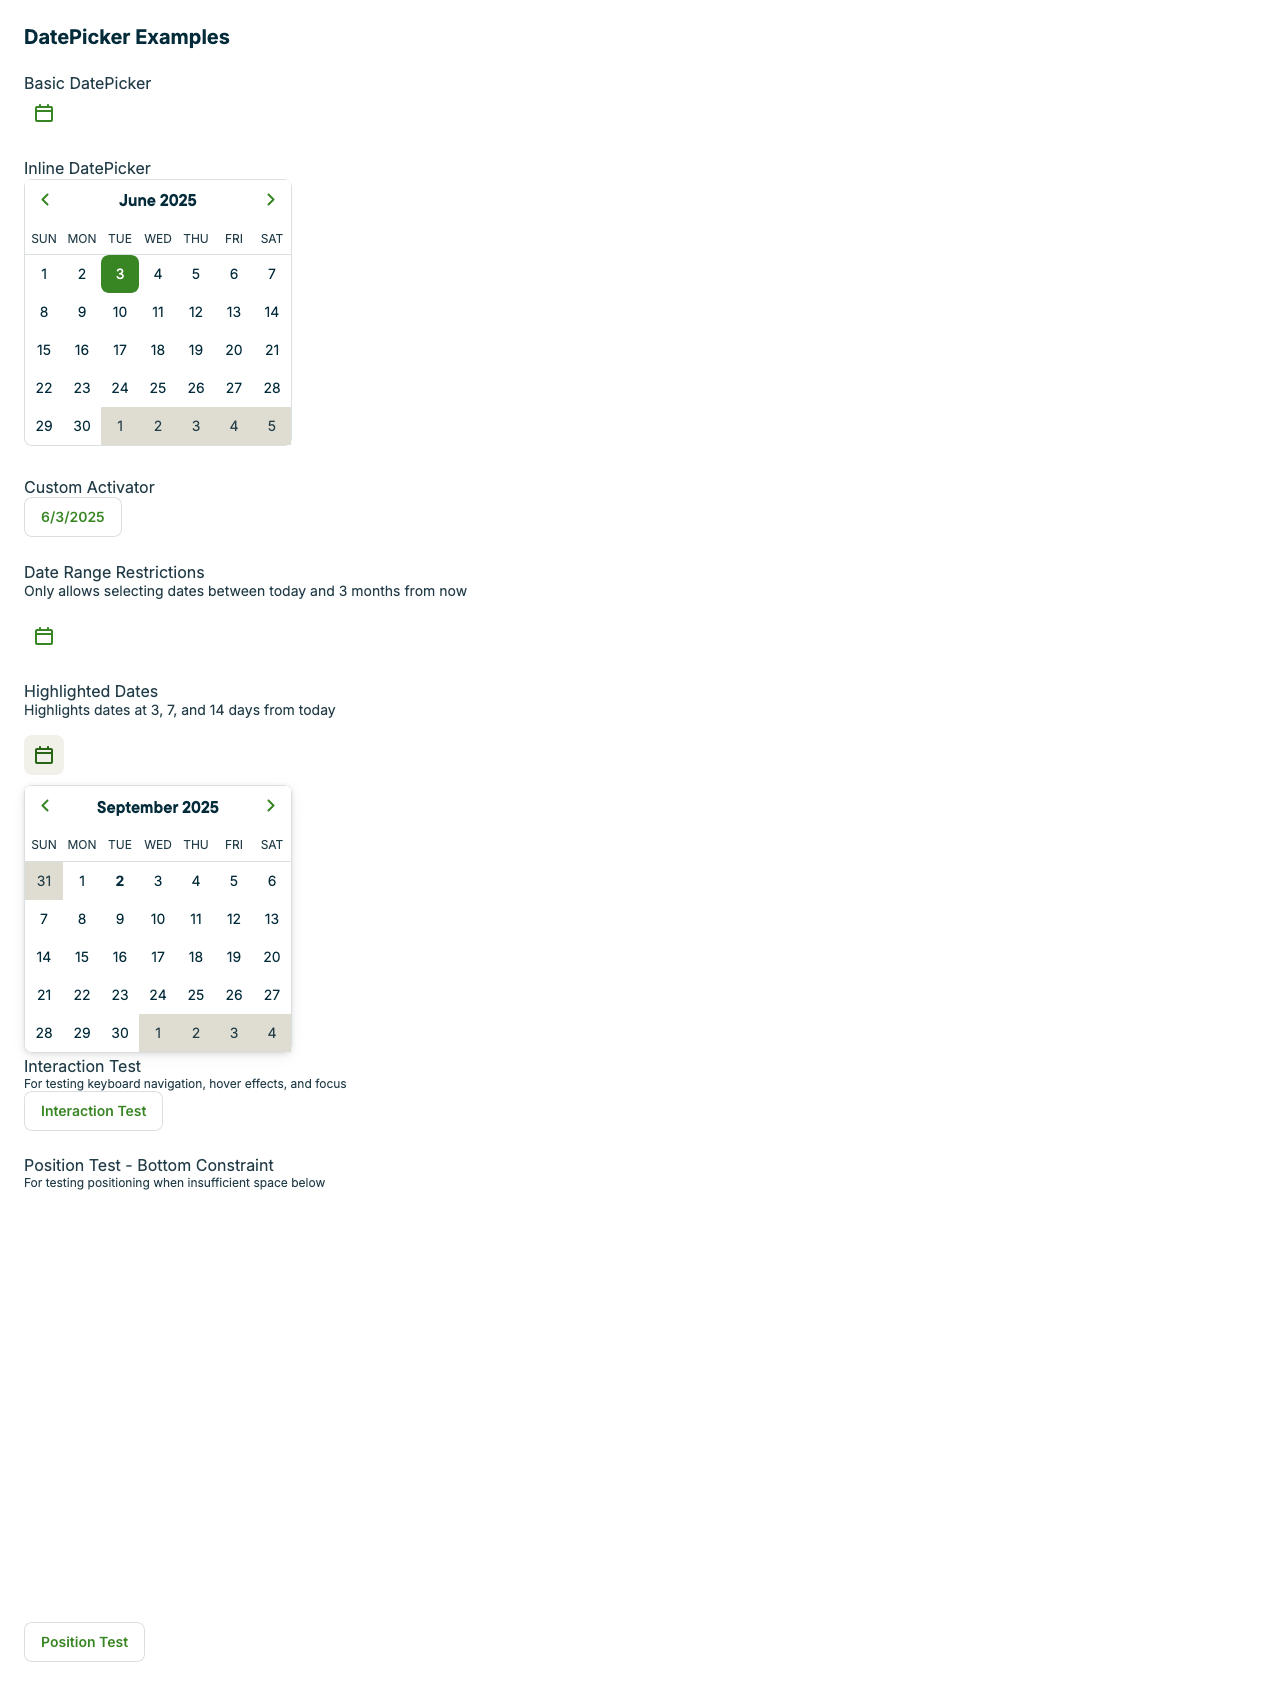 DatePicker Examples
Basic DatePicker
Inline DatePicker
June 2025
SUN MON TUE WED THU FRI SAT
1 2 3 4 5 6 7
8 9 10 11 12 13 14
15 16 17 18 19 20 21
22 23 24 25 26 27 28
29 30 1 2 3 4 5
Custom Activator
6/3/2025
Date Range Restrictions
Only allows selecting dates between today and 3 months from now
Highlighted Dates
Highlights dates at 3, 7, and 14 days from today
September 2025
SUN MON TUE WED THU FRI SAT
31 1 2 3 4 5 6
7 8 9 10 11 12 13
14 15 16 17 18 19 20
21 22 23 24 25 26 27
28 29 30 1 2 3 4
Interaction Test
For testing keyboard navigation, hover effects, and focus
Interaction Test
Position Test - Bottom Constraint
For testing positioning when insufficient space below
Position Test